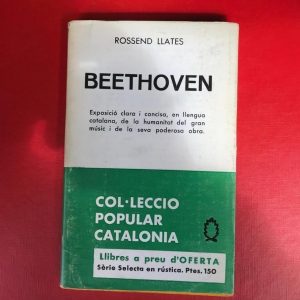 ROSSEND LLATES
BEETHOVEN
Exposició clara i concisa, en llengua
catalana, de la humanitat del gran
músic i de la seva poderosa obra.
COL·LECCIO
POPULAR
CATALONIA
Llibres a preu d'OFERTA
Sèrie Selecta en rústica. Ptes. 150